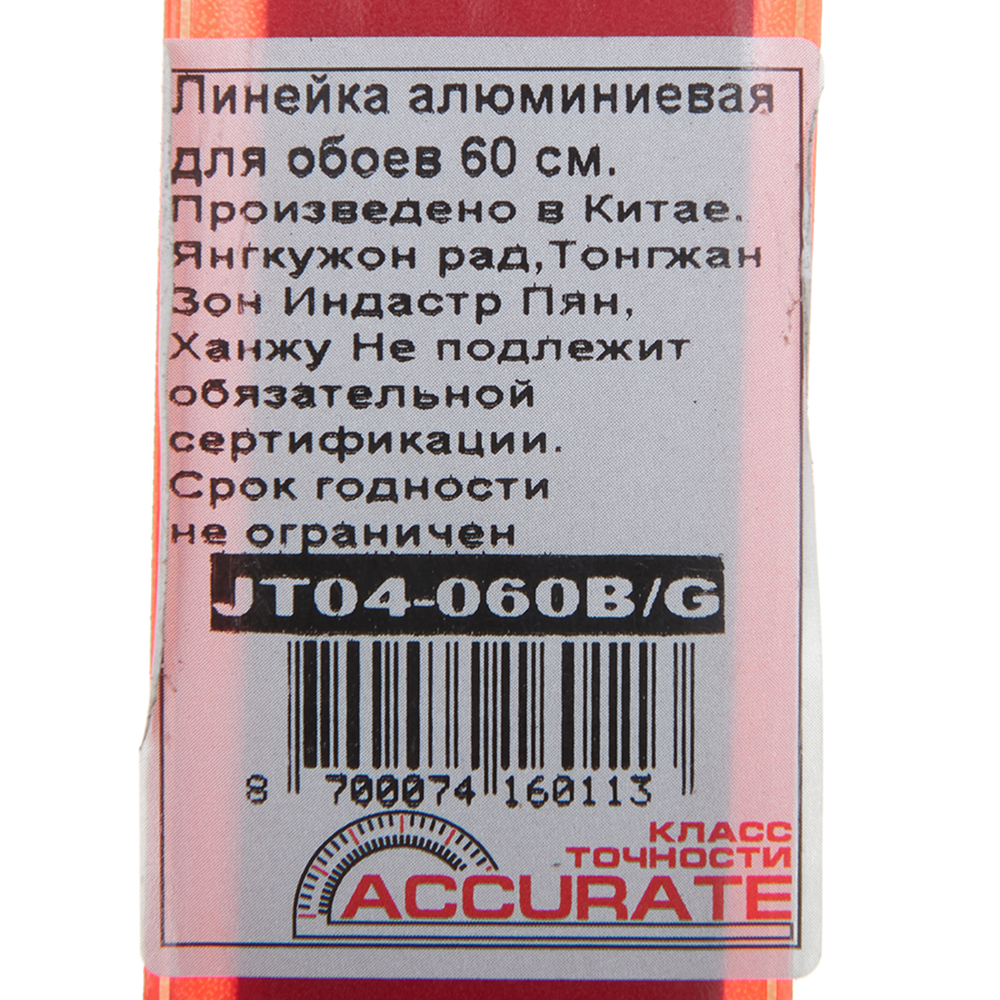 Линейка алюминиевая
для обоев 60 см.
Произведено в Китае.
Янгкужон рад,Тонгжан
Зон Индастр Пян,
Ханжу Не подлежит
обязательной
сертификации.
Срок годности
не ограничен
JT04-060B/G
8 700074 160113
КЛАСС
ТОЧНОСТИ
ACCURATE